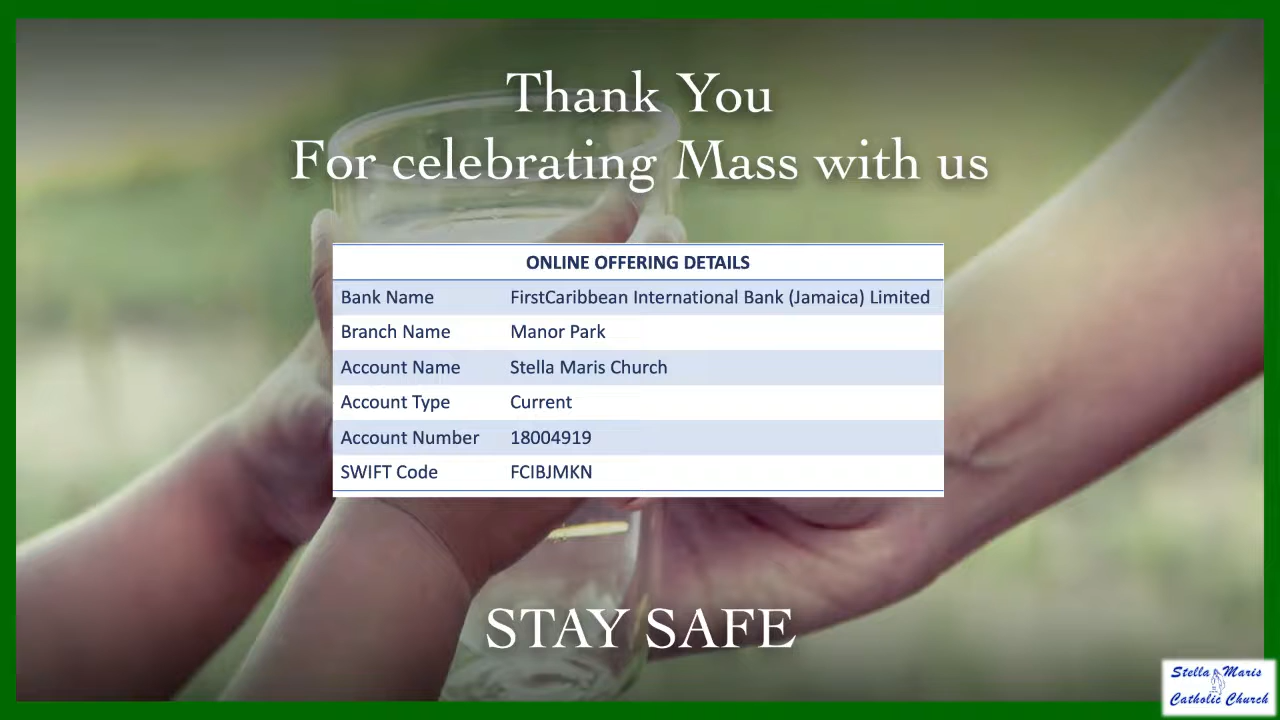 Thank You
For celebrating Mass with us
ONLINE OFFERING DETAILS
Bank Name FirstCaribbean International Bank (Jamaica) Limited
Branch Name Manor Park
Account Name Stella Maris Church
Account Type Current
Account Number 18004919
SWIFT Code FCIBJMKN
STAY SAFE
Stella Maris
Catholic Church